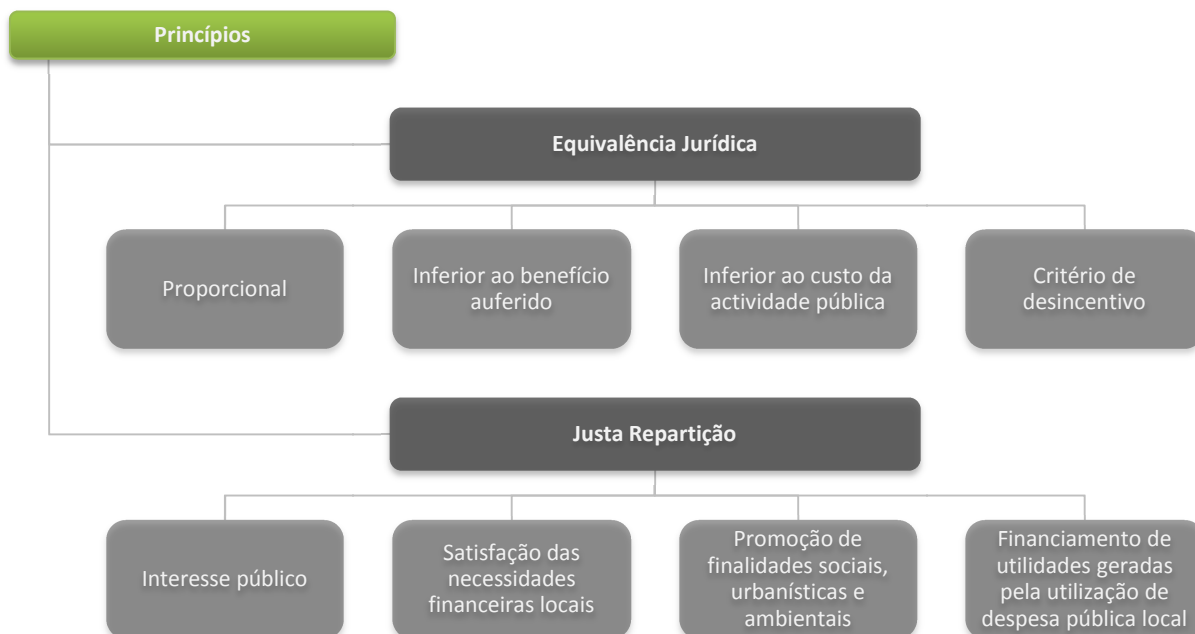 Princípios
Equivalência Jurídica
Proporcional
Inferior ao benefício
auferido
Inferior ao custo da
actividade pública
Critério de
desincentivo
Justa Repartição
Interesse público
Satisfação das
necessidades
financeiras locais
Promoção de
finalidades sociais,
urbanísticas e
ambientais
Financiamento de
utilidades geradas
pela utilização de
despesa pública local